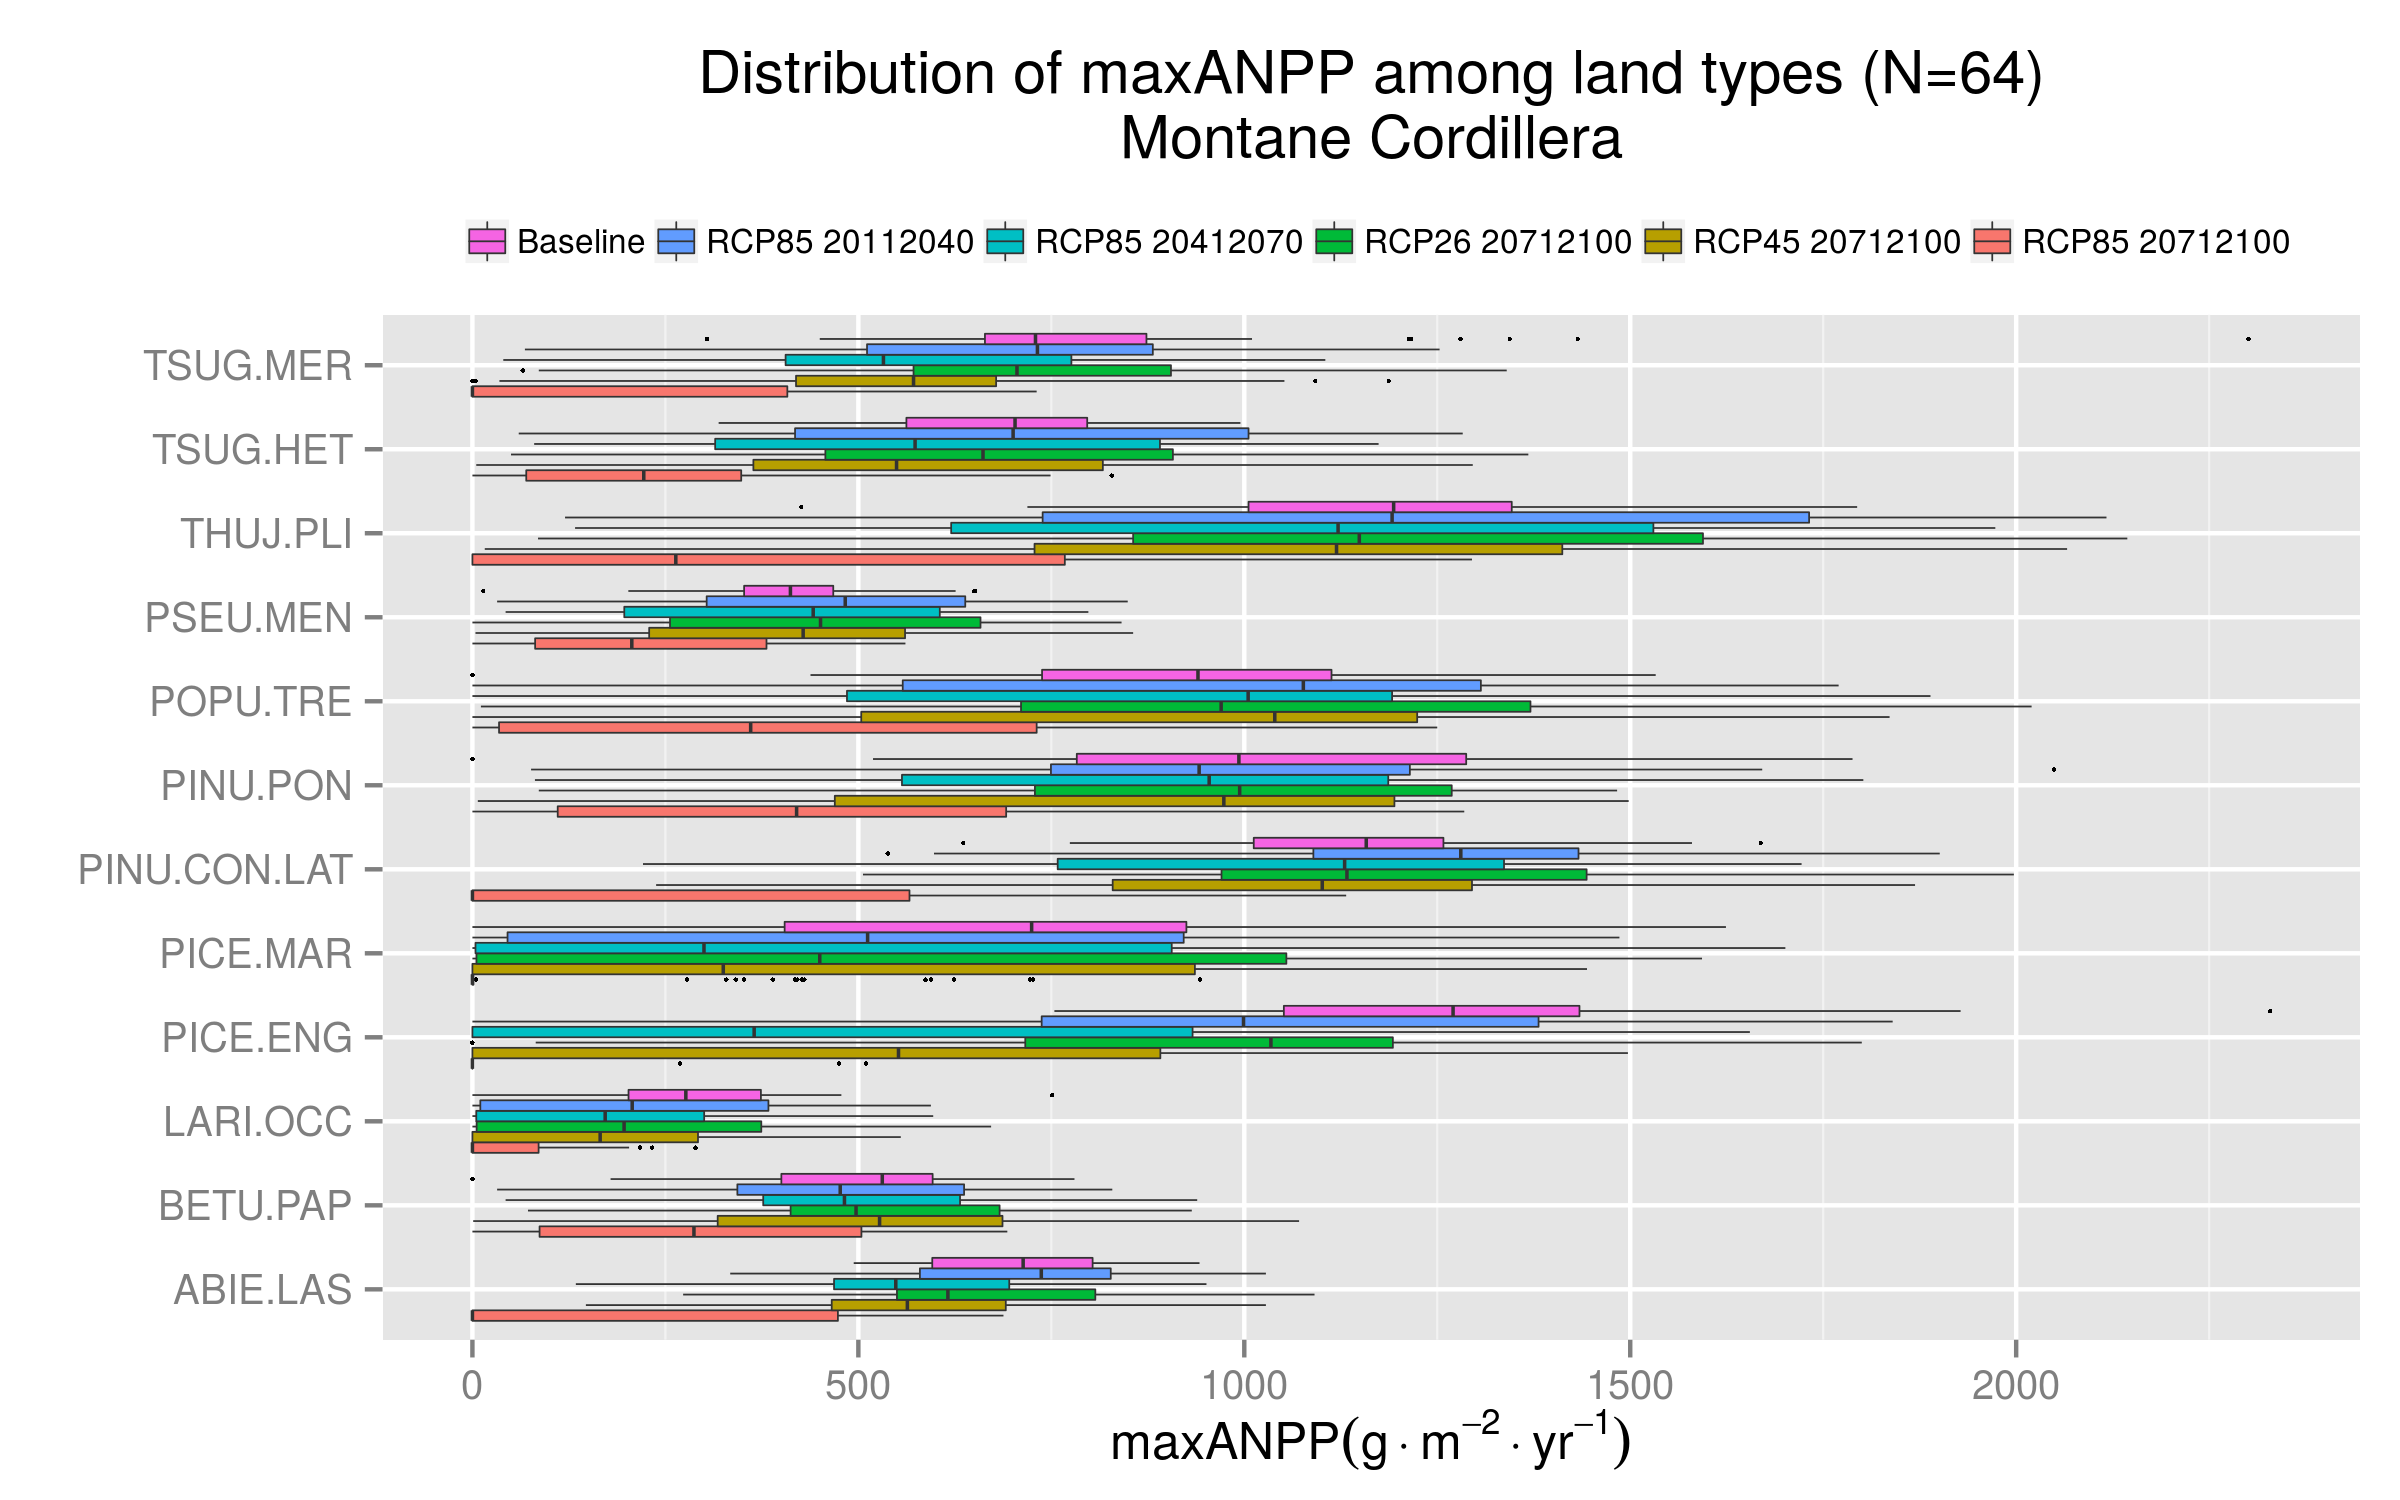 Distribution of maxANPP among land types (N=64)
Montane Cordillera
Baseline RCP85 20112040 RCP85 20412070 RCP26 20712100 RCP45 20712100 RCP85 20712100
TSUG.MER
TSUG.HET
THUJ.PLI
PSEU.MEN
POPU.TRE
PINU.PON
PINU.CON.LAT
PICE.MAR
PICE.ENG
LARI.OCC
BETU.PAP
ABIE.LAS
0 500 1000 1500 2000
maxANPP(g·m⁻²·yr⁻¹)